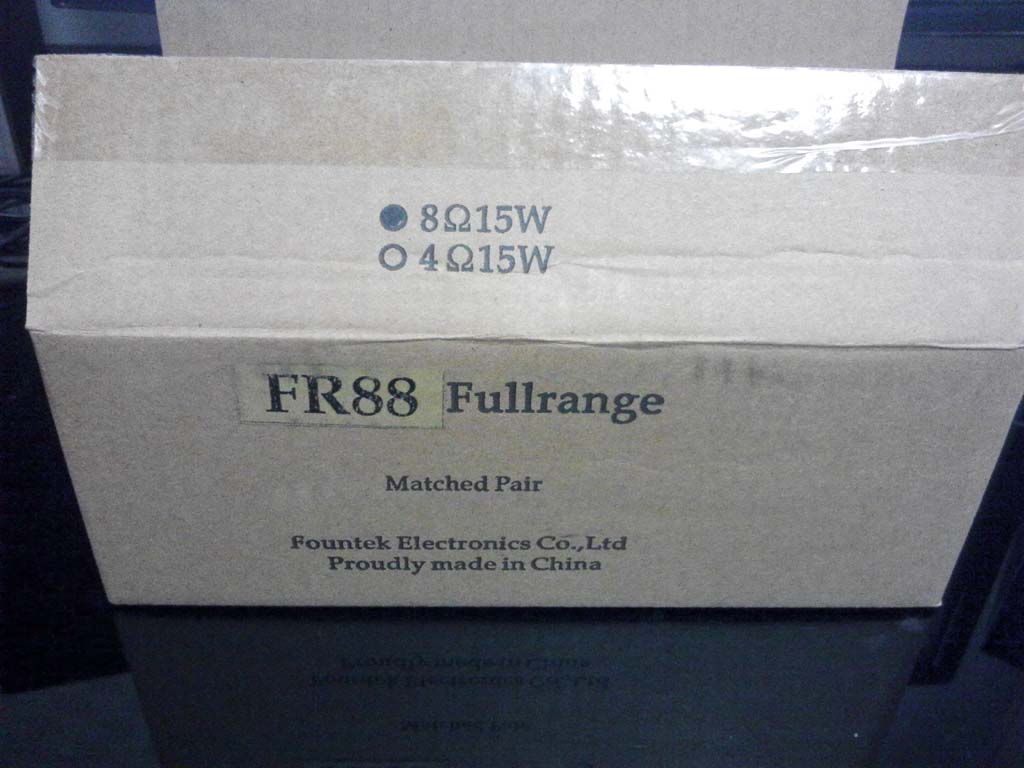 ● 8Ω15W
○ 4Ω15W
FR88 Fullrange
Matched Pair
Fountek Electronics Co.,Ltd
Proudly made in China